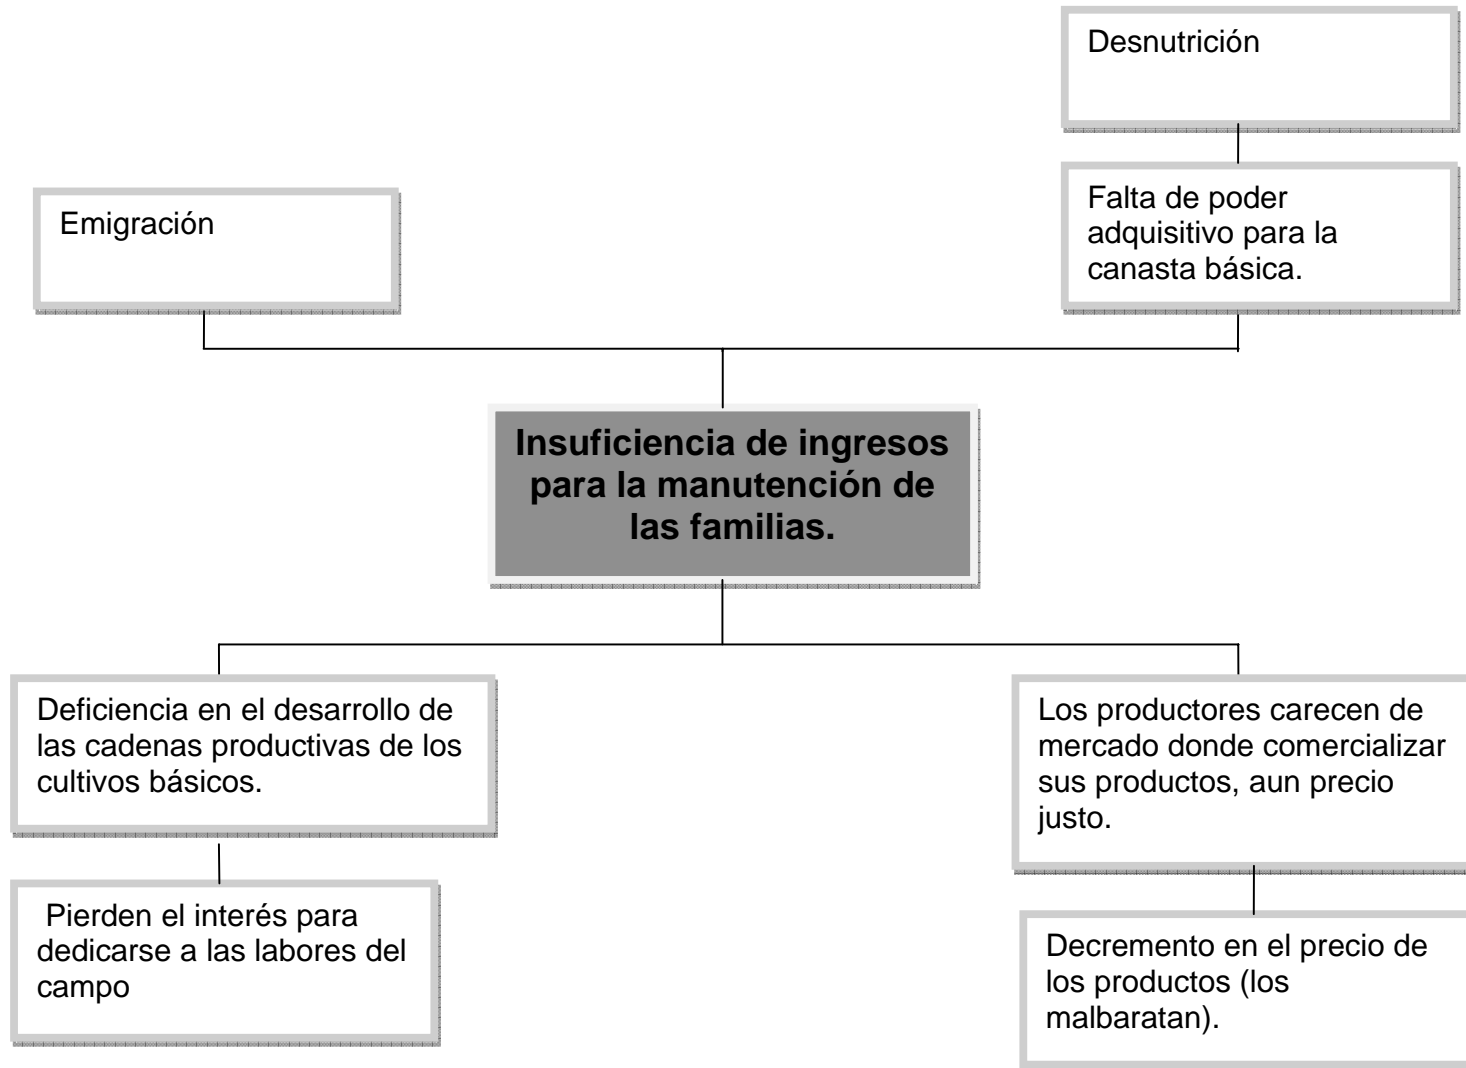 Desnutrición
Emigración
Falta de poder
adquisitivo para la
canasta básica.
Insuficiencia de ingresos
para la manutención de
las familias.
Deficiencia en el desarrollo de
las cadenas productivas de los
cultivos básicos.
Los productores carecen de
mercado donde comercializar
sus productos, aun precio
justo.
Pierden el interés para
dedicarse a las labores del
campo
Decremento en el precio de
los productos (los
malbaratan).